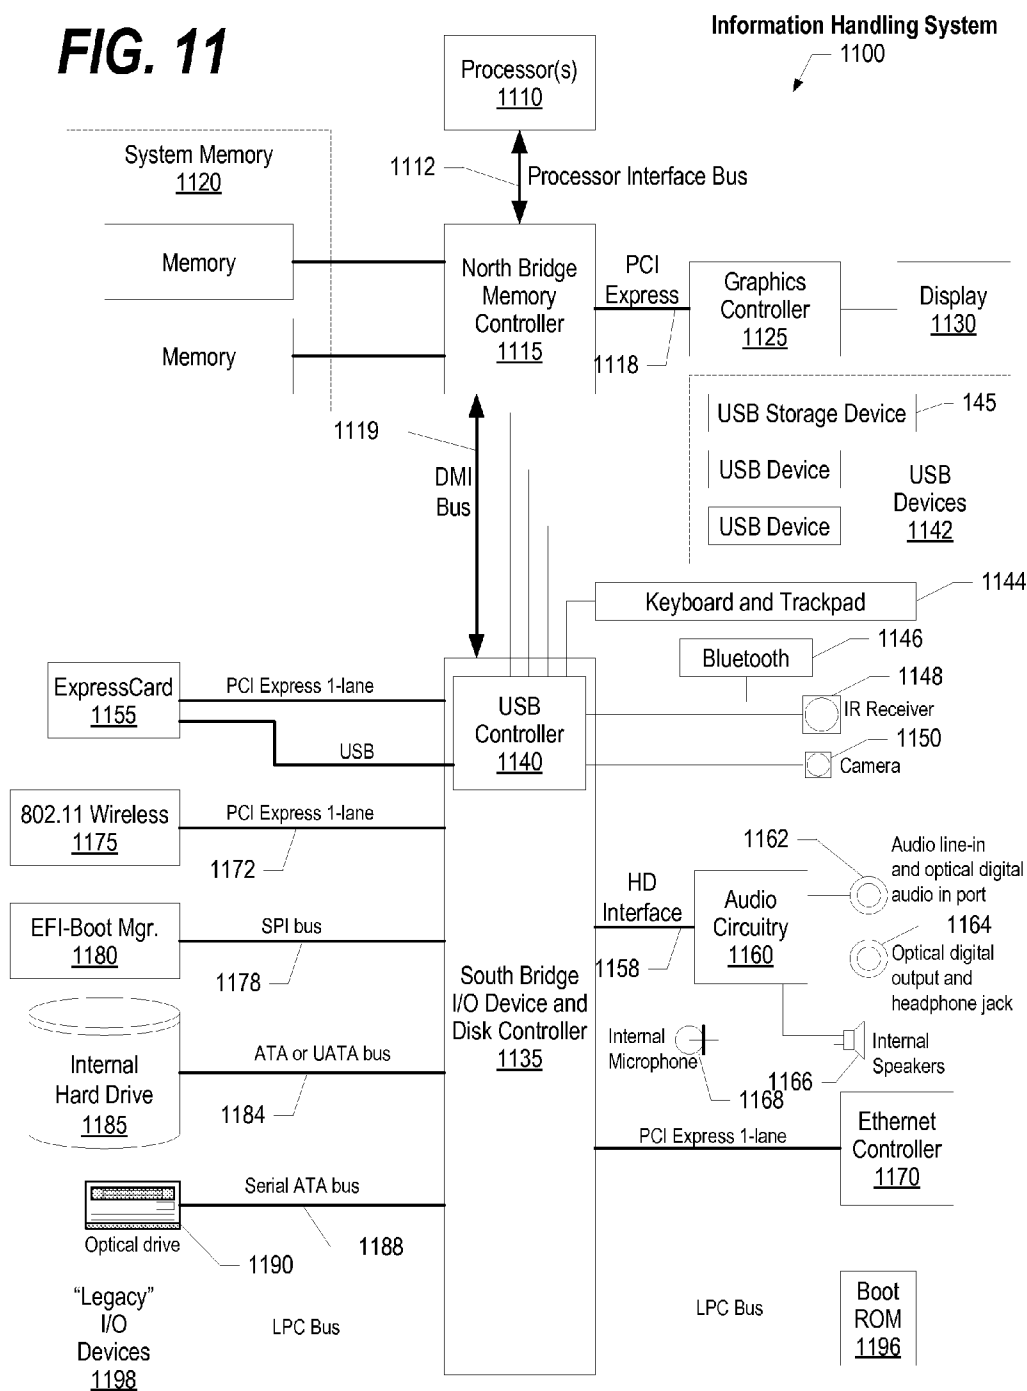 FIG. 11
Information Handling System
1100
Processor(s)
1110
System Memory
1120
1112
Processor Interface Bus
Memory
North Bridge
Memory
Controller
1115
PCI
Express
Graphics
Controller
1125
Display
1130
Memory
1118
1119
DMI
Bus
USB Storage Device
145
USB Device
USB Device
USB
Devices
1142
Keyboard and Trackpad
1144
Bluetooth
1146
ExpressCard
1155
PCI Express 1-lane
USB
USB
Controller
1140
1148
IR Receiver
1150
Camera
802.11 Wireless
1175
PCI Express 1-lane
1172
1162
Audio line-in
and optical digital
audio in port
HD
Interface
1158
Audio
Circuitry
1160
1164
Optical digital
output and
headphone jack
EFI-Boot Mgr.
1180
SPI bus
1178
South Bridge
I/O Device and
Disk Controller
1135
Internal
Microphone
1168
1166
Internal
Speakers
Internal
Hard Drive
1185
ATA or UATA bus
1184
PCI Express 1-lane
Ethernet
Controller
1170
Serial ATA bus
1188
Optical drive
1190
"Legacy"
I/O
Devices
1198
LPC Bus
LPC Bus
Boot
ROM
1196